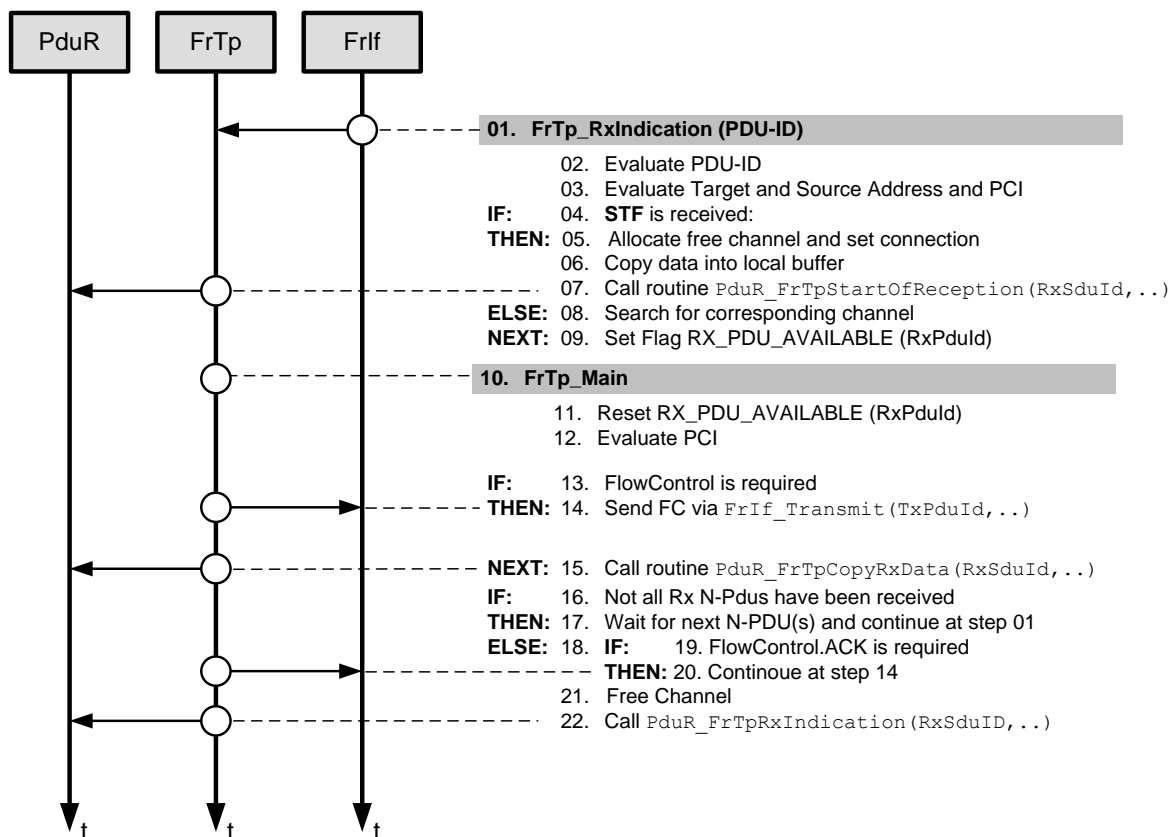 PduR FrTp FrIf
01. FrTp_RxIndication (PDU-ID)
02. Evaluate PDU-ID
03. Evaluate Target and Source Address and PCI
IF: 04. STF is received:
THEN: 05. Allocate free channel and set connection
06. Copy data into local buffer
07. Call routine PduR_FrTpStartOfReception(RxSduId,..)
ELSE: 08. Search for corresponding channel
NEXT: 09. Set Flag RX_PDU_AVAILABLE (RxPduId)
10. FrTp_Main
11. Reset RX_PDU_AVAILABLE (RxPduId)
12. Evaluate PCI
IF: 13. FlowControl is required
THEN: 14. Send FC via FrIf_Transmit(TxPduId,..)
NEXT: 15. Call routine PduR_FrTpCopyRxData(RxSduId,..)
IF: 16. Not all Rx N-Pdus have been received
THEN: 17. Wait for next N-PDU(s) and continue at step 01
ELSE: 18. IF: 19. FlowControl.ACK is required
THEN: 20. Continoue at step 14
21. Free Channel
22. Call PduR_FrTpRxIndication(RxSduID,..)
t t t